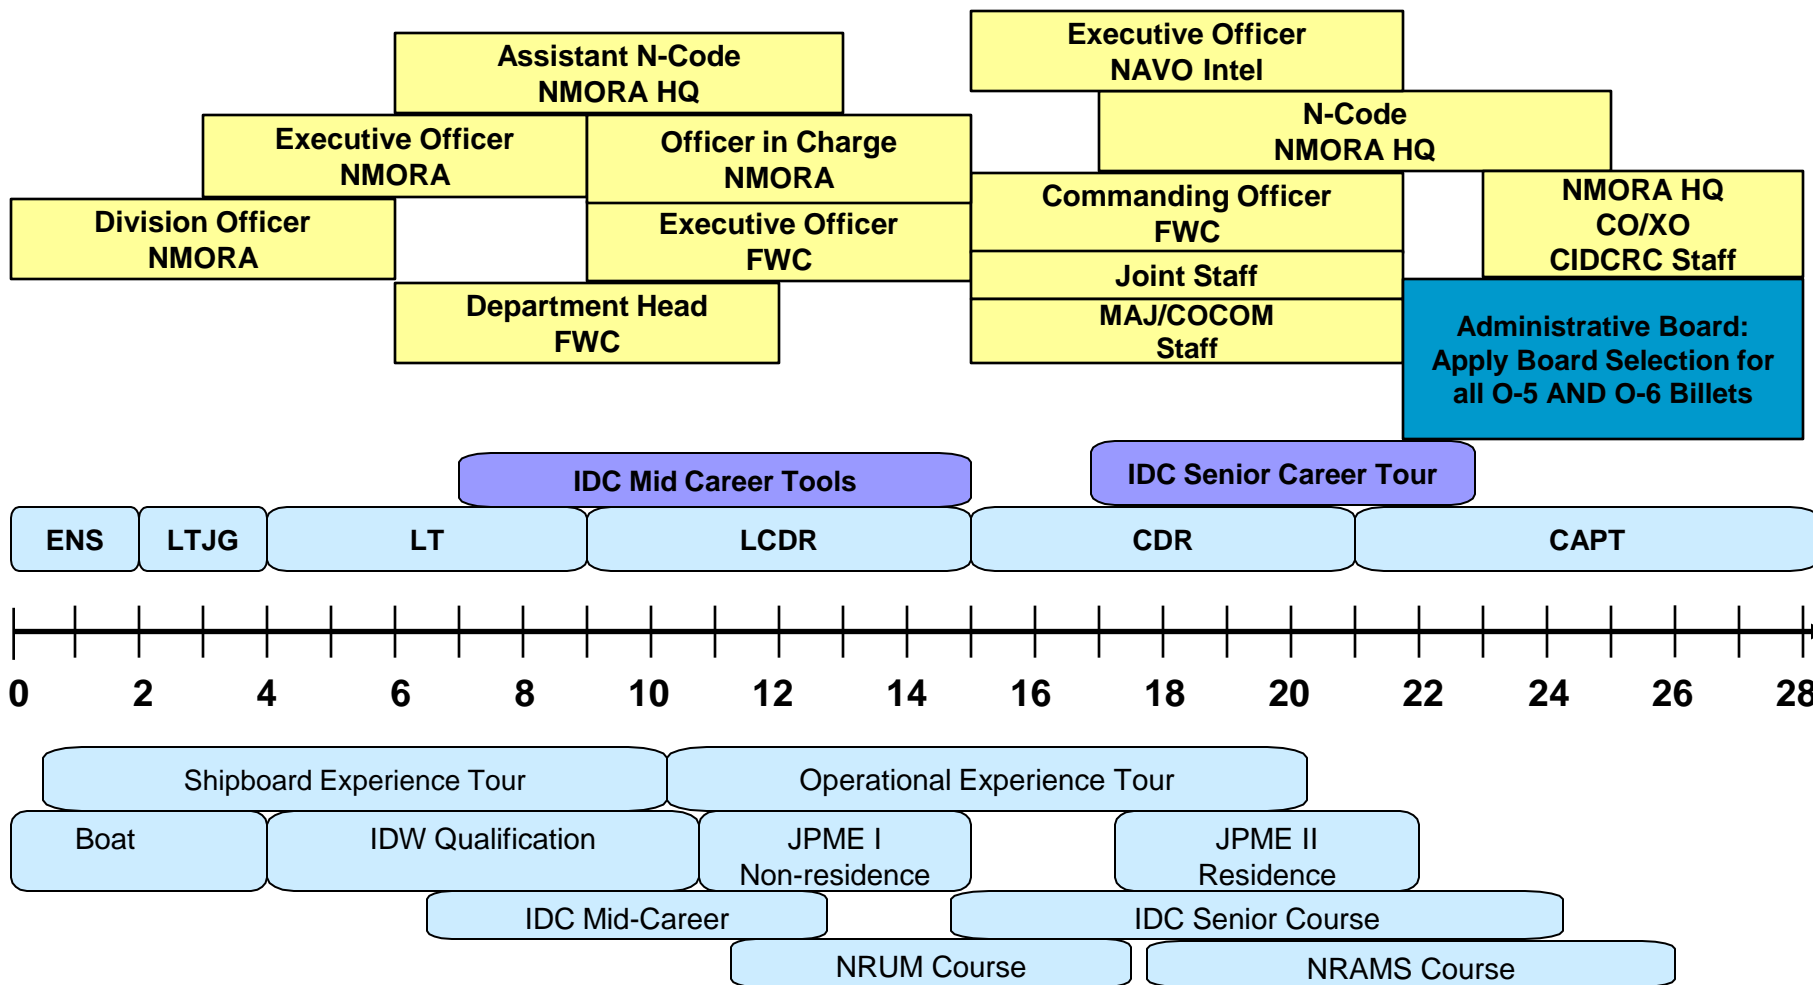 Executive Officer
NAVO Intel
Assistant N-Code
NMORA HQ
N-Code
NMORA HQ
Executive Officer
NMORA
Officer in Charge
NMORA
Commanding Officer
FWC
NMORA HQ
CO/XO
CIDCRC Staff
Division Officer
NMORA
Executive Officer
FWC
Joint Staff
Department Head
FWC
MAJ/COCOM
Staff
Administrative Board:
Apply Board Selection for
all O-5 AND O-6 Billets
IDC Mid Career Tools
IDC Senior Career Tour
ENS
LTJG
LT
LCDR
CDR
CAPT
0 2 4 6 8 10 12 14 16 18 20 22 24 26 28
Shipboard Experience Tour
Operational Experience Tour
Boat
IDW Qualification
JPME I
Non-residence
JPME II
Residence
IDC Mid-Career
IDC Senior Course
NRUM Course
NRAMS Course